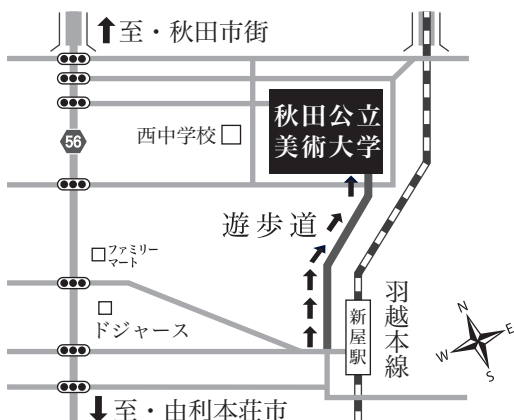 至・秋田市街
56
西中学校
秋田公立
美術大学
遊歩道
ファミリー
マート
ドジャース
新屋駅
羽越本線
N
E
W
S
至・由利本荘市